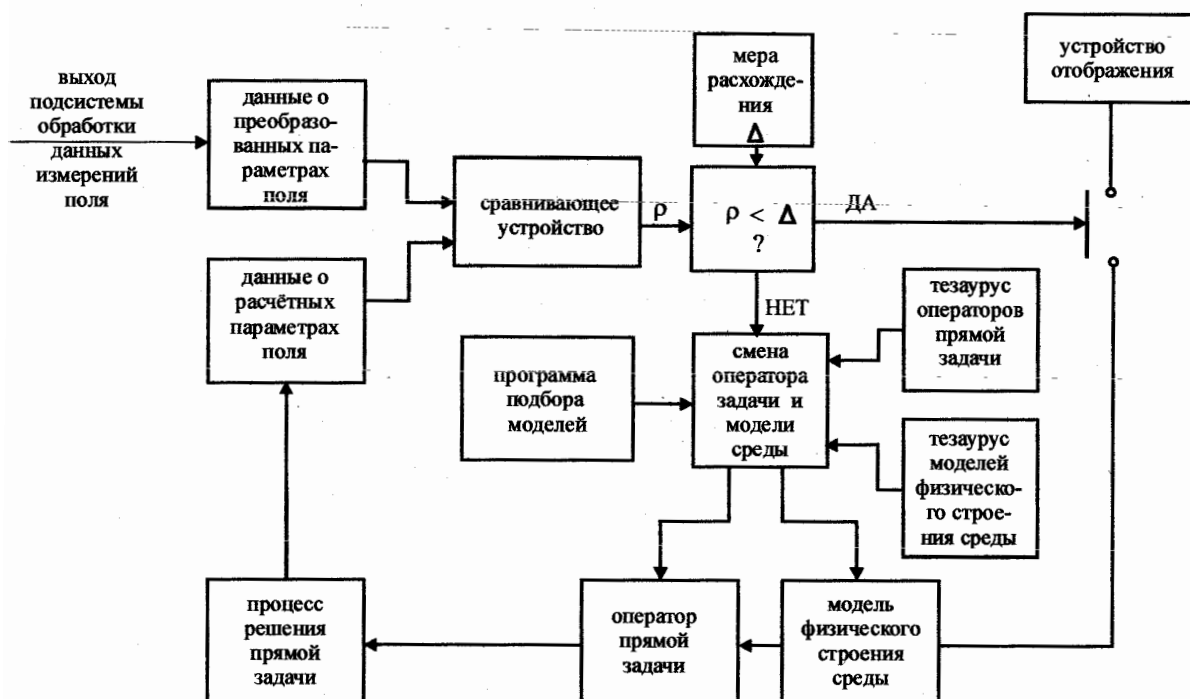 выход
подсистемы
обработки
данных
измерений
поля
данные о
преобразо-
ванных па-
раметрах
поля
мера
расхожде-
ния
Δ
устройство
отображения
сравнивающее
устройство
ρ
ρ < Δ
?
ДА
НЕТ
данные о
расчётных
параметрах
поля
программа
подбора
моделей
смена
оператора
задачи и
модели
среды
тезаурус
операторов
прямой
задачи
тезаурус
моделей
физическо-
го строе-
ния среды
процесс
решения
прямой
задачи
оператор
прямой
задачи
модель
физического
строения
среды